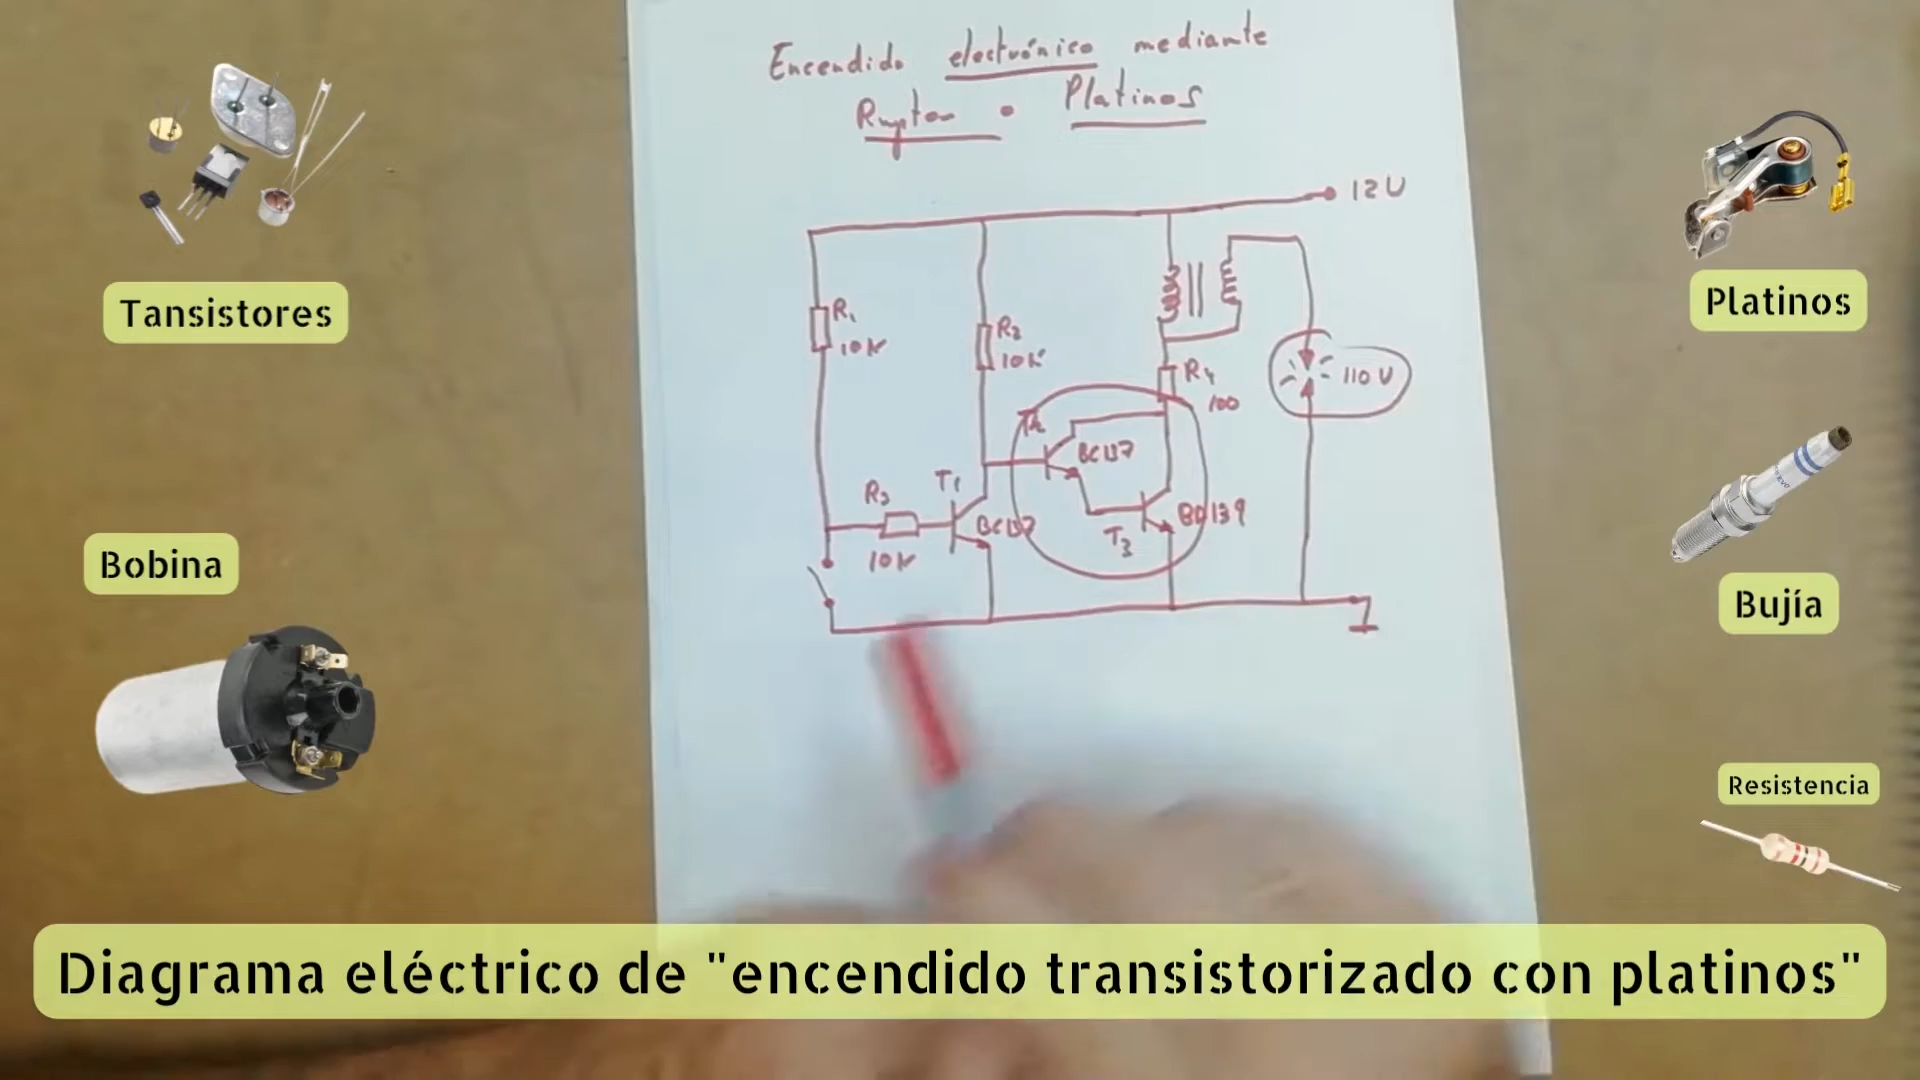 Encendido electrónico mediante
Ruptor o Platinos
12V
R1
10K
R2
10K
R4
100
110 V
T2
BC137
R3
10K
T1
BC137
T3
BD139
Tansistores
Bobina
Platinos
Bujía
Resistencia
Diagrama eléctrico de "encendido transistorizado con platinos"